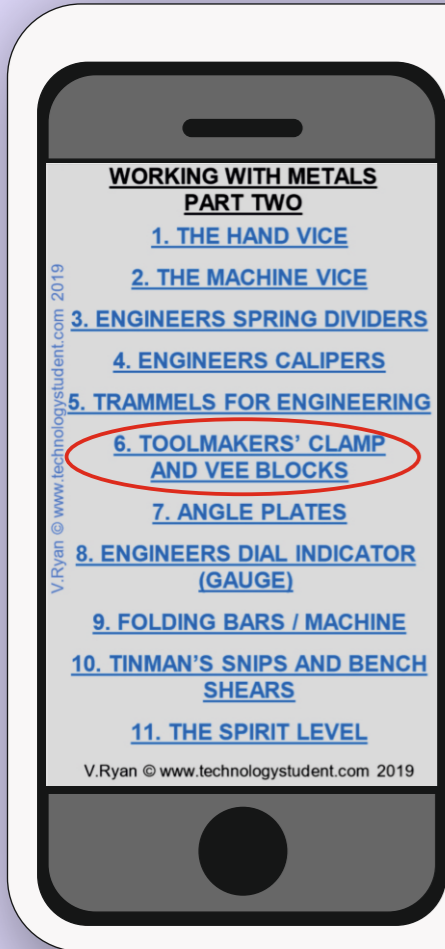 WORKING WITH METALS
PART TWO
1. THE HAND VICE
2. THE MACHINE VICE
3. ENGINEERS SPRING DIVIDERS
4. ENGINEERS CALIPERS
5. TRAMMELS FOR ENGINEERING
6. TOOLMAKERS’ CLAMP
AND VEE BLOCKS
7. ANGLE PLATES
8. ENGINEERS DIAL INDICATOR
(GAUGE)
9. FOLDING BARS / MACHINE
10. TINMAN’S SNIPS AND BENCH
SHEARS
11. THE SPIRIT LEVEL
V.Ryan © www.technologystudent.com 2019
V.Ryan © www.technologystudent.com 2019